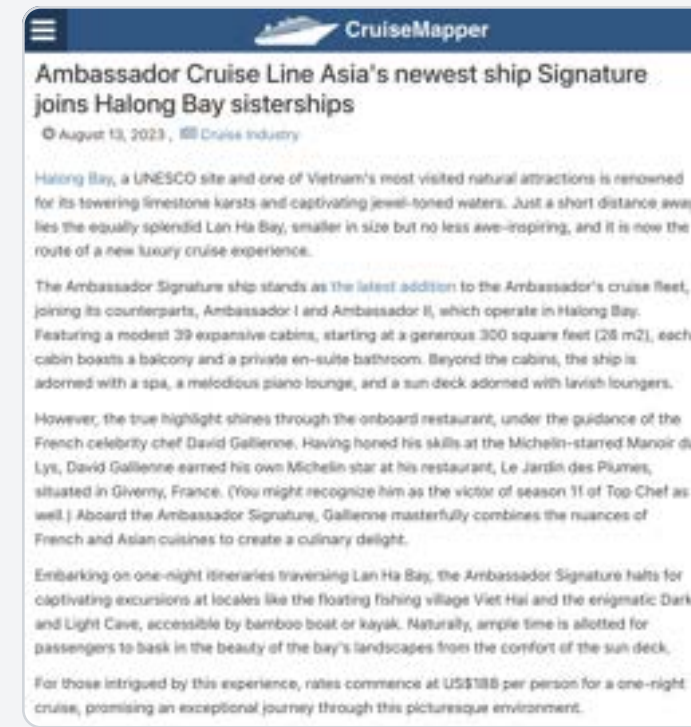 CruiseMapper
Ambassador Cruise Line Asia's newest ship Signature
joins Halong Bay sisterships
August 13, 2023 , Cruise Industry
Halong Bay, a UNESCO site and one of Vietnam's most visited natural attractions is renowned
for its towering limestone karsts and captivating jewel-toned waters. Just a short distance away
lies the equally splendid Lan Ha Bay, smaller in size but no less awe-inspiring, and it is now the
route of a new luxury cruise experience.
The Ambassador Signature ship stands as the latest addition to the Ambassador's cruise fleet,
joining its counterparts, Ambassador I and Ambassador II, which operate in Halong Bay.
Featuring a modest 39 expansive cabins, starting at a generous 300 square feet (28 m2), each
cabin boasts a balcony and a private en-suite bathroom. Beyond the cabins, the ship is
adorned with a spa, a melodious piano lounge, and a sun deck adorned with lavish loungers.
However, the true highlight shines through the onboard restaurant, under the guidance of the
French celebrity chef David Gallienne. Having honed his skills at the Michelin-starred Manoir du
Lys, David Gallienne earned his own Michelin star at his restaurant, Le Jardin des Plumes,
situated in Giverny, France. (You might recognize him as the victor of season 11 of Top Chef as
well.) Aboard the Ambassador Signature, Gallienne masterfully combines the nuances of
French and Asian cuisines to create a culinary delight.
Embarking on one-night itineraries traversing Lan Ha Bay, the Ambassador Signature halts for
captivating excursions at locales like the floating fishing village Viet Hai and the enigmatic Dark
and Light Cave, accessible by bamboo boat or kayak. Naturally, ample time is allotted for
passengers to bask in the beauty of the bay's landscapes from the comfort of the sun deck.
For those intrigued by this experience, rates commence at US$188 per person for a one-night
cruise, promising an exceptional journey through this picturesque environment.